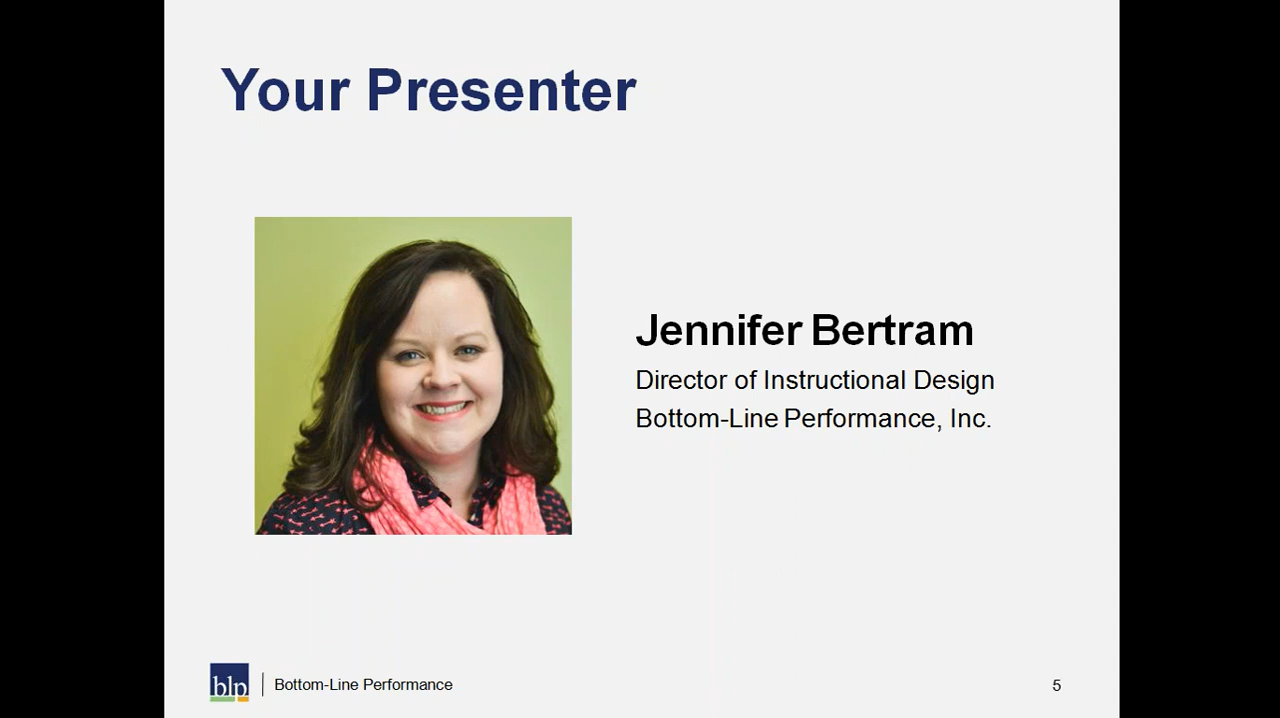 Your Presenter
Jennifer Bertram
Director of Instructional Design
Bottom-Line Performance, Inc.
blp
Bottom-Line Performance
5